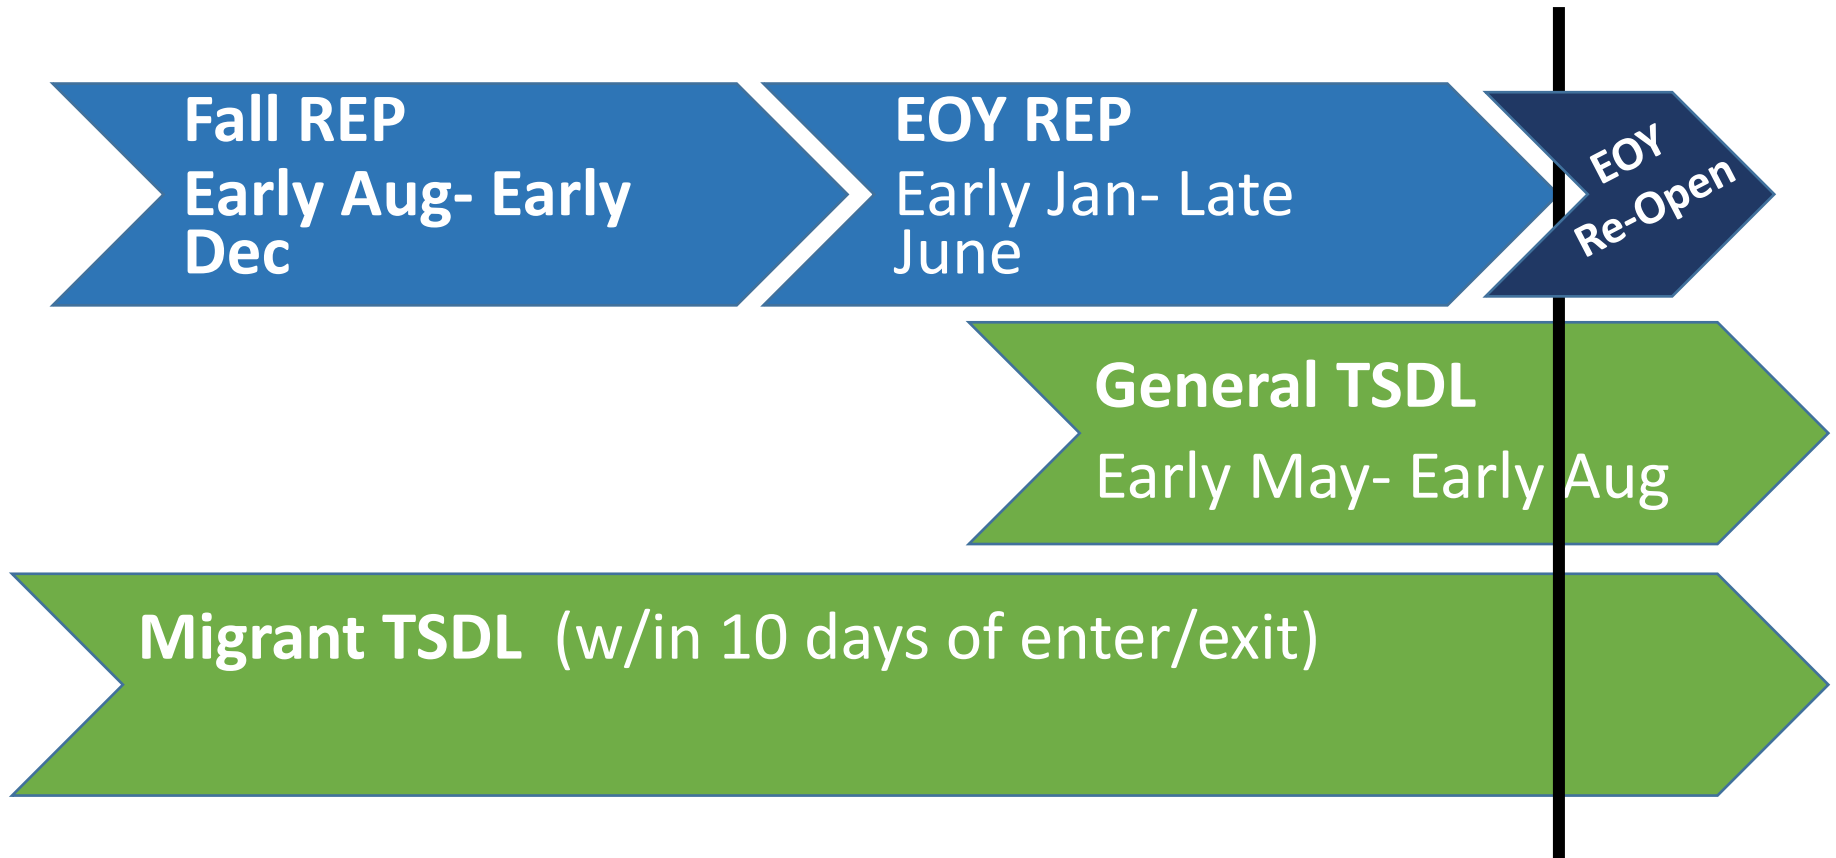 Fall REP
Early Aug- Early
Dec
EOY REP
Early Jan- Late
June
EOY
Re-Open
General TSDL
Early May- Early Aug
Migrant TSDL (w/in 10 days of enter/exit)